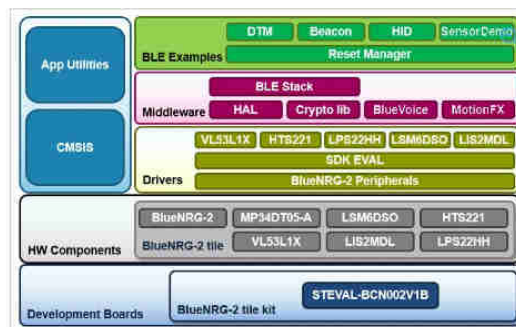 App Utilities
CMSIS
DTM Beacon HID SensorDemo
BLE Examples Reset Manager
BLE Stack
Middleware HAL Crypto lib BlueVoice MotionFX
VL53L1X HTS221 LPS22HH LSM6DSO LIS2MDL
SDK EVAL
Drivers BlueNRG-2 Peripherals
BlueNRG-2 MP34DT05-A LSM6DSO HTS221
HW Components BlueNRG-2 tile VL53L1X LIS2MDL LPS22HH
STEVAL-BCN002V1B
Development Boards BlueNRG-2 tile kit